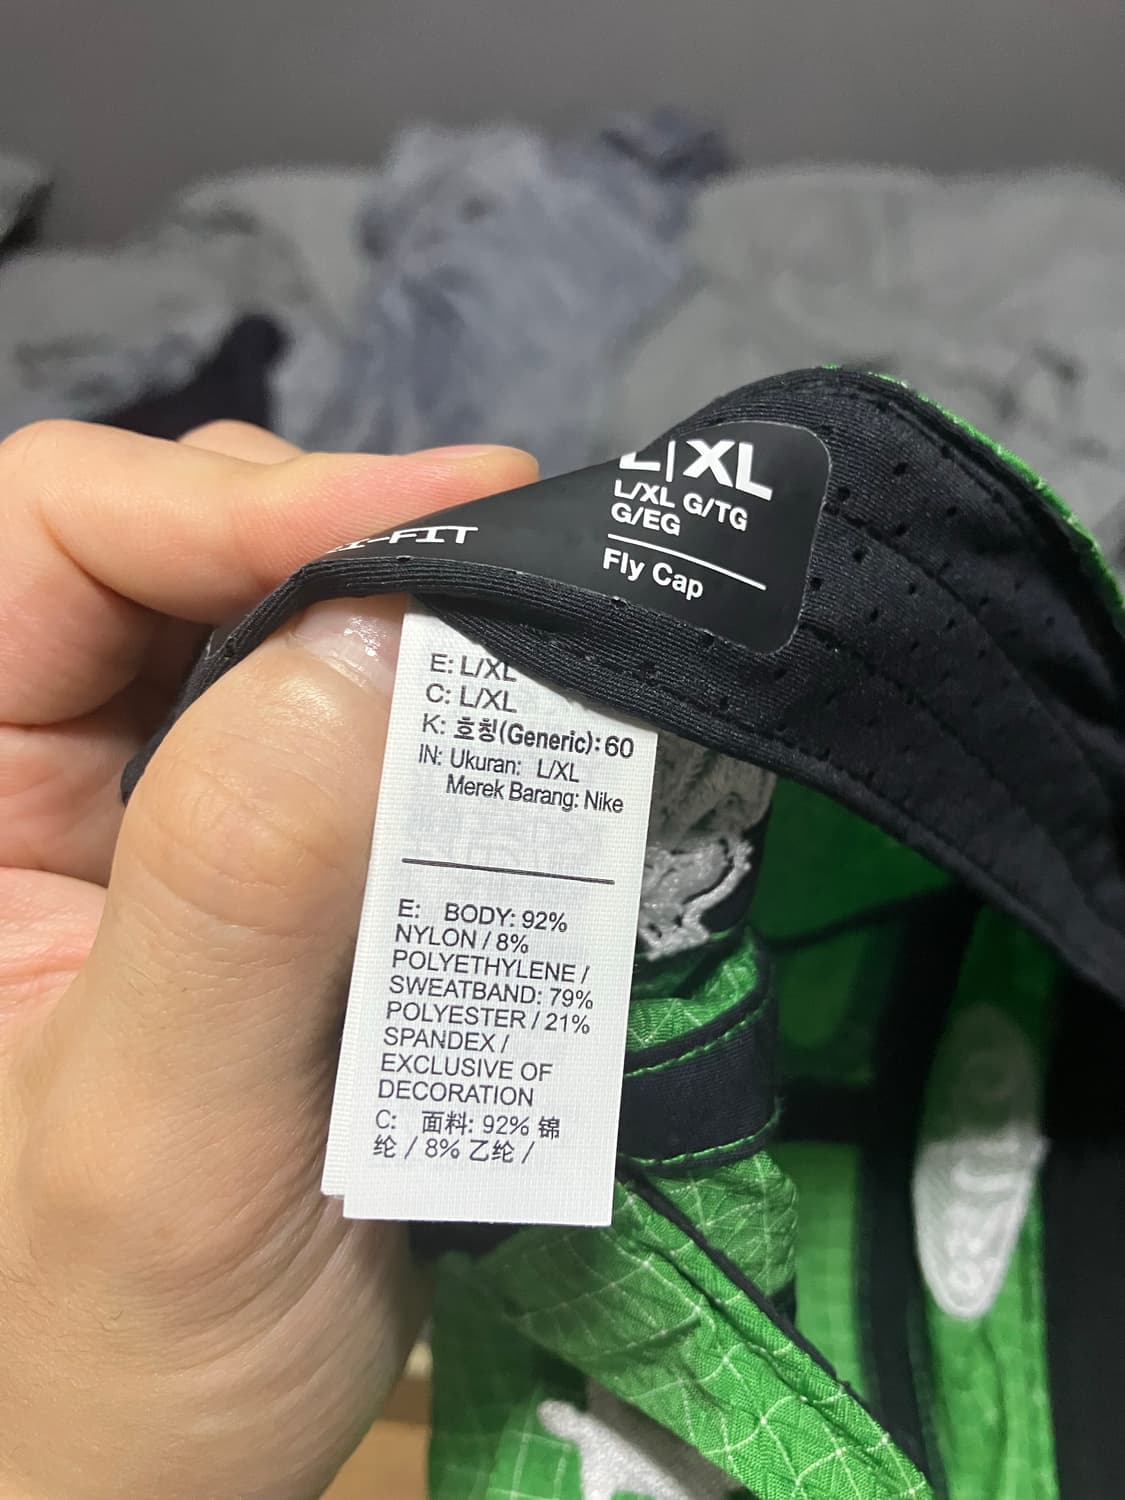 L|XL
L/XL G/TG
G/EG
Fly Cap
-FIT
E: L/XL
C: L/XL
K: 호칭(Generic): 60
IN: Ukuran: L/XL
Merek Barang: Nike
E: BODY: 92%
NYLON / 8%
POLYETHYLENE /
SWEATBAND: 79%
POLYESTER / 21%
SPANDEX /
EXCLUSIVE OF
DECORATION
C: 面料: 92% 锦
纶 / 8% 乙纶 /